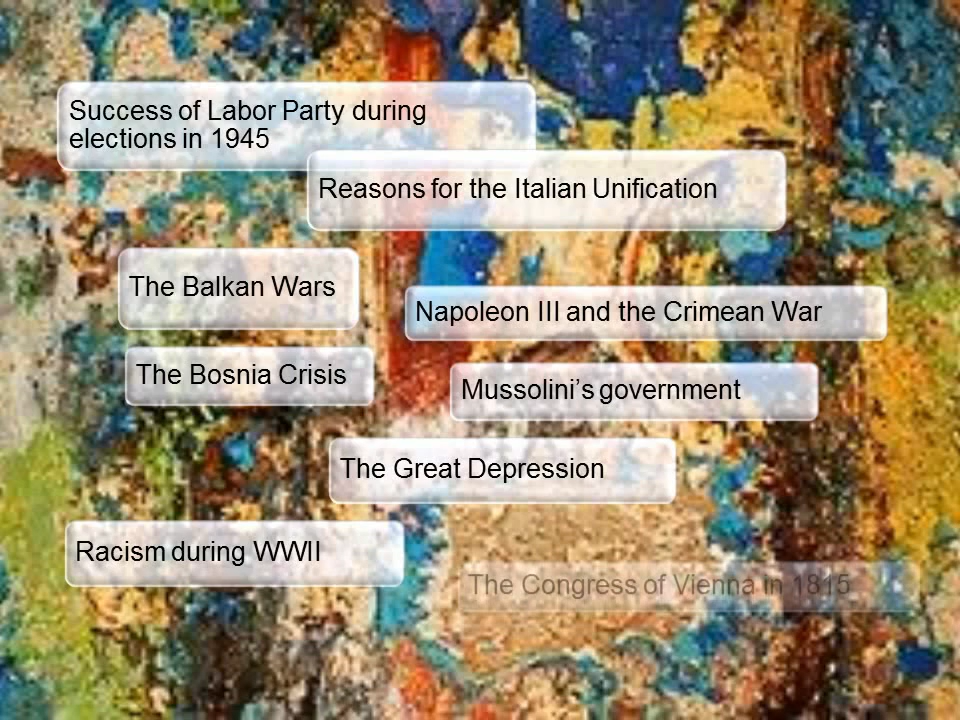 Success of Labor Party during
elections in 1945
Reasons for the Italian Unification
The Balkan Wars
Napoleon III and the Crimean War
The Bosnia Crisis
Mussolini’s government
The Great Depression
Racism during WWII
The Congress of Vienna in 1815